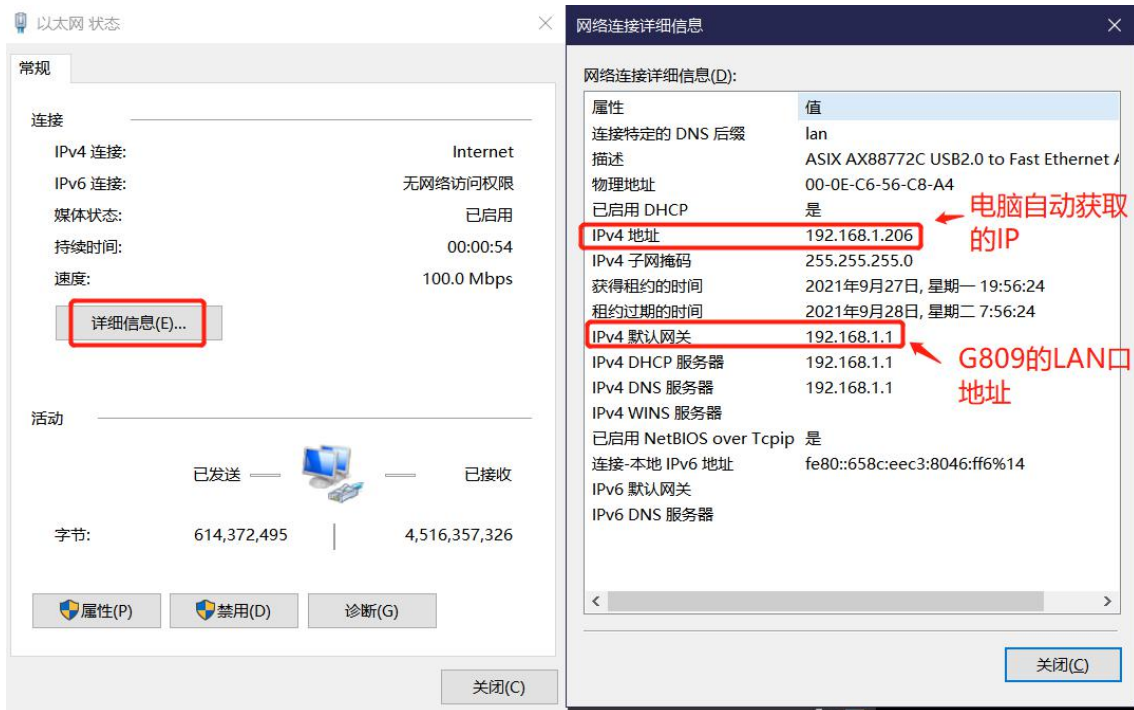 以太网 状态
常规
连接
IPv4 连接: Internet
IPv6 连接: 无网络访问权限
媒体状态: 已启用
持续时间: 00:00:54
速度: 100.0 Mbps
详细信息(E)...
活动
已发送 已接收
字节: 614,372,495 4,516,357,326
属性(P) 禁用(D) 诊断(G)
关闭(C)
网络连接详细信息
网络连接详细信息(D):
属性 值
连接特定的 DNS 后缀 lan
描述 ASIX AX88772C USB2.0 to Fast Ethernet
物理地址 00-0E-C6-56-C8-A4
已启用 DHCP 是
IPv4 地址 192.168.1.206
IPv4 子网掩码 255.255.255.0
获得租约的时间 2021年9月27日, 星期一 19:56:24
租约过期的时间 2021年9月28日, 星期二 7:56:24
IPv4 默认网关 192.168.1.1
IPv4 DHCP 服务器 192.168.1.1
IPv4 DNS 服务器 192.168.1.1
IPv4 WINS 服务器
已启用 NetBIOS over Tcpip 是
连接-本地 IPv6 地址 fe80::658c:eec3:8046:ff6%14
IPv6 默认网关
IPv6 DNS 服务器
电脑自动获取
的IP
G809的LAN口
地址
关闭(C)